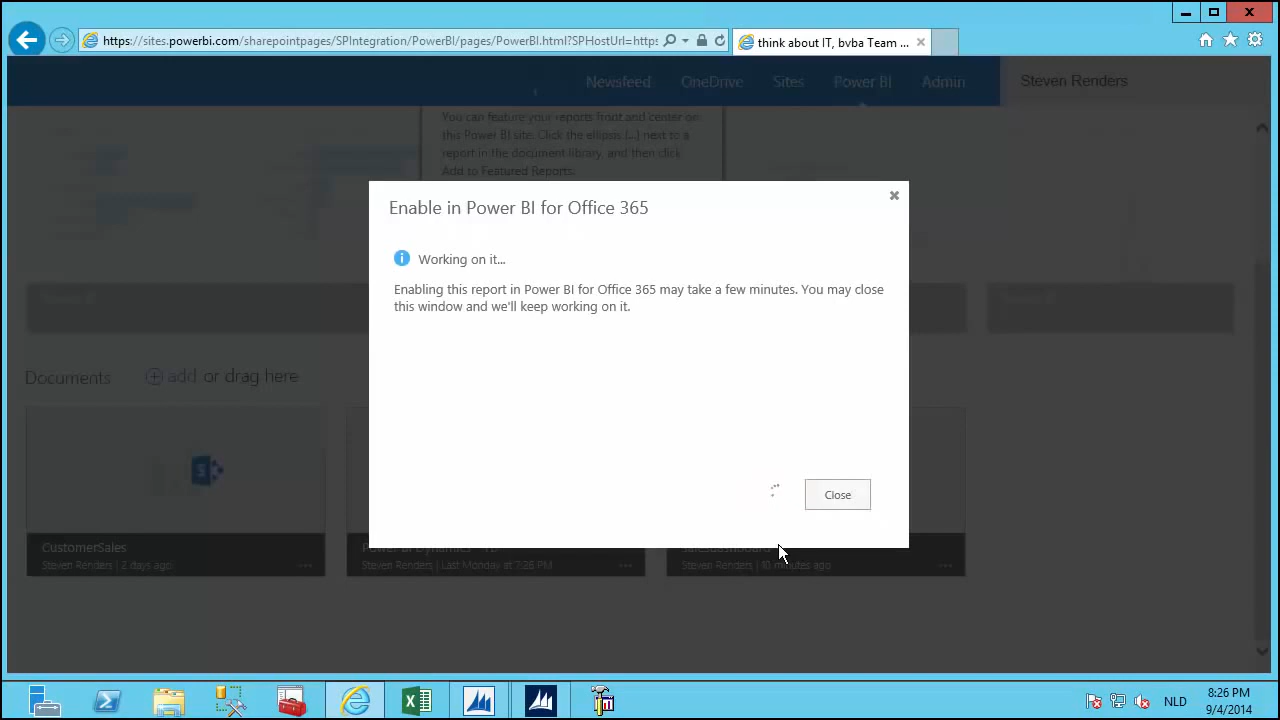 https://sites.powerbi.com/sharepointpages/SPIntegration/PowerBI/pages/PowerBI.html?SPHostUrl=https:
think about IT, bvba Team ...
Newsfeed OneDrive Sites Power BI Admin Steven Renders
You can feature your reports front and center on
this Power BI site. Click the ellipsis (...) next to a
report in the document library, and then click
Add to Featured Reports.
Enable in Power BI for Office 365
Working on it...
Enabling this report in Power BI for Office 365 may take a few minutes. You may close
this window and we'll keep working on it.
Close
Documents add or drag here
CustomerSales
Steven Renders | 2 days ago
Steven Renders | Last Monday at 7:26 PM
Steven Renders | 10 minutes ago
NLD
8:26 PM
9/4/2014